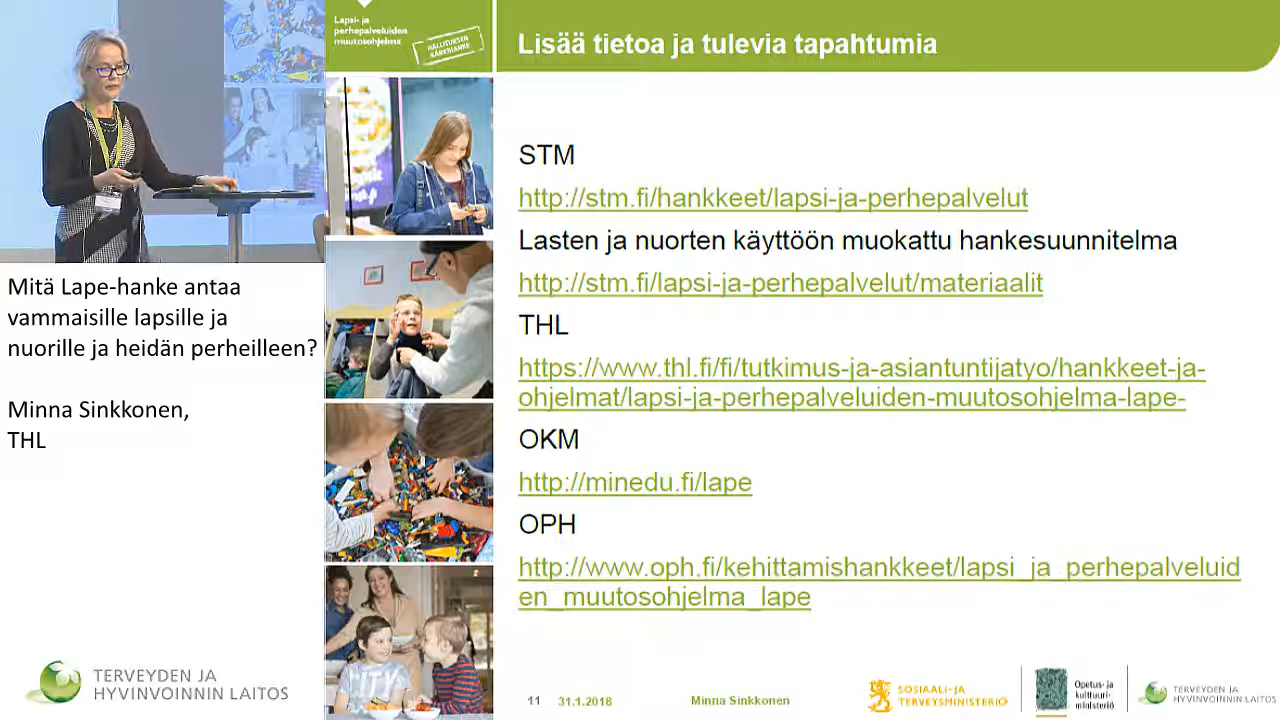 Lapsi- ja
perhepalveluiden
muutosohjelma
HALLITUKSEN
KÄRKIHANKE
Lisää tietoa ja tulevia tapahtumia
Mitä Lape-hanke antaa
vammaisille lapsille ja
nuorille ja heidän perheilleen?
Minna Sinkkonen,
THL
TERVEYDEN JA
HYVINVOINNIN LAITOS
STM
http://stm.fi/hankkeet/lapsi-ja-perhepalvelut
Lasten ja nuorten käyttöön muokattu hankesuunnitelma
http://stm.fi/lapsi-ja-perhepalvelut/materiaalit
THL
https://www.thl.fi/fi/tutkimus-ja-asiantuntijatyo/hankkeet-ja-
ohjelmat/lapsi-ja-perhepalveluiden-muutosohjelma-lape-
OKM
http://minedu.fi/lape
OPH
http://www.oph.fi/kehittamishankkeet/lapsi_ja_perhepalveluid
en_muutosohjelma_lape
11 31.1.2018 Minna Sinkkonen
SOSIAALI- JA
TERVEYSMINISTERIÖ
Opetus- ja
kulttuuri-
ministeriö
TERVEYDEN JA
HYVINVOINNIN LAITOS